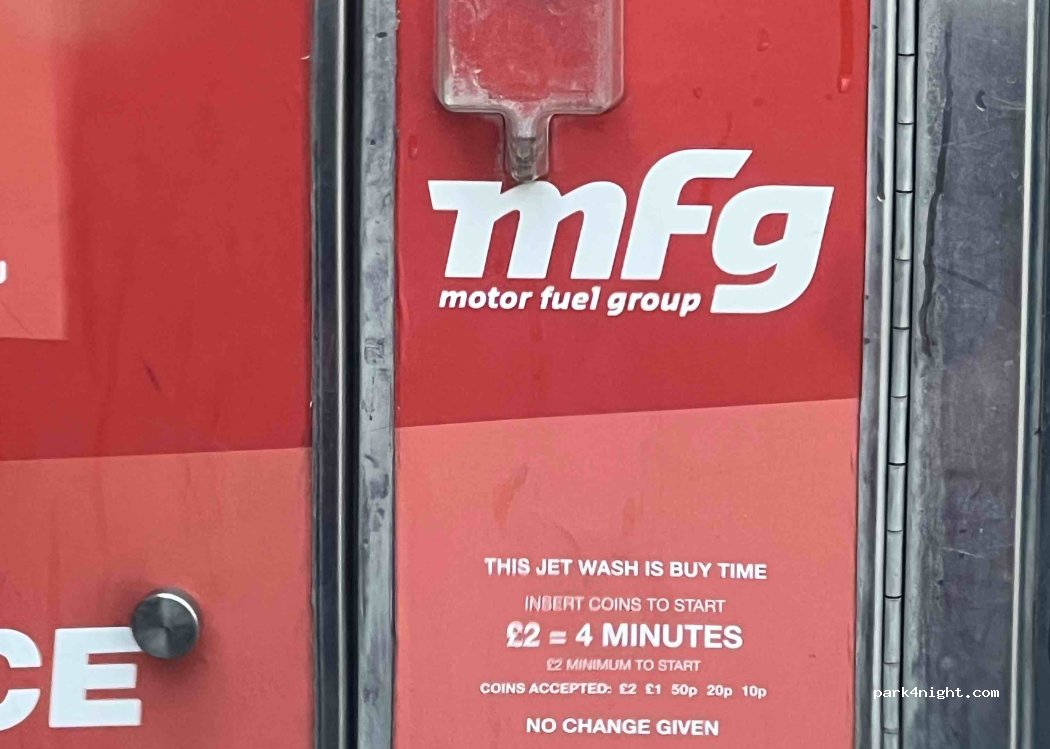 mfg
motor fuel group
THIS JET WASH IS BUY TIME
INSERT COINS TO START
£2 = 4 MINUTES
£2 MINIMUM TO START
COINS ACCEPTED: £2 £1 50p 20p 10p
NO CHANGE GIVEN
CE
park4night.com